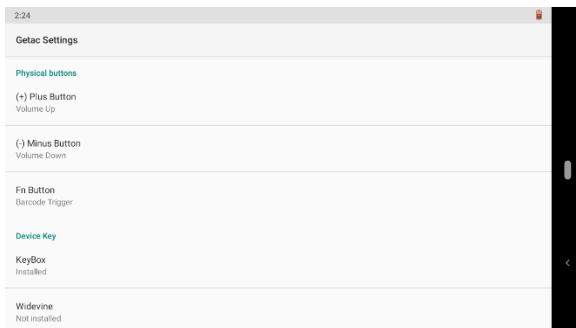 2:24
Getac Settings
Physical buttons
(+) Plus Button
Volume Up
(-) Minus Button
Volume Down
Fn Button
Barcode Trigger
Device Key
KeyBox
Installed
Widevine
Not installed